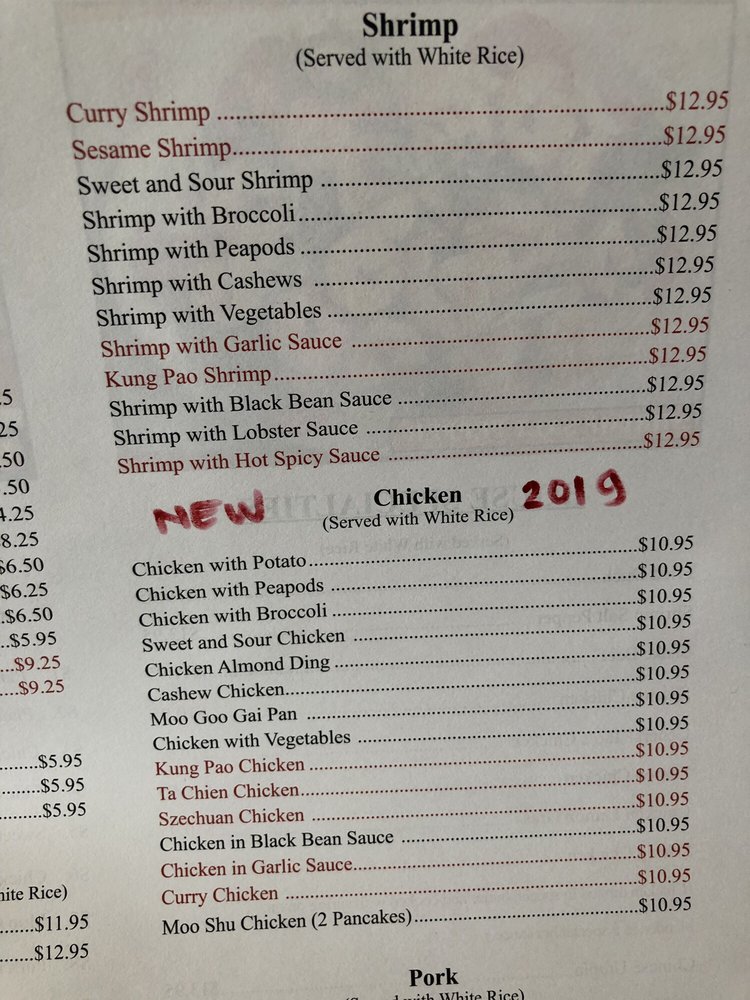 Shrimp
(Served with White Rice)
Curry Shrimp ........ $12.95
Sesame Shrimp ........ $12.95
Sweet and Sour Shrimp ........ $12.95
Shrimp with Broccoli ........ $12.95
Shrimp with Peapods ........ $12.95
Shrimp with Cashews ........ $12.95
Shrimp with Vegetables ........ $12.95
Shrimp with Garlic Sauce ........ $12.95
Kung Pao Shrimp ........ $12.95
Shrimp with Black Bean Sauce ........ $12.95
Shrimp with Lobster Sauce ........ $12.95
Shrimp with Hot Spicy Sauce ........ $12.95
NEW Chicken 2019
(Served with White Rice)
Chicken with Potato ........ $10.95
Chicken with Peapods ........ $10.95
Chicken with Broccoli ........ $10.95
Sweet and Sour Chicken ........ $10.95
Chicken Almond Ding ........ $10.95
Cashew Chicken ........ $10.95
Moo Goo Gai Pan ........ $10.95
Chicken with Vegetables ........ $10.95
Kung Pao Chicken ........ $10.95
Ta Chien Chicken ........ $10.95
Szechuan Chicken ........ $10.95
Chicken in Black Bean Sauce ........ $10.95
Chicken in Garlic Sauce ........ $10.95
Curry Chicken ........ $10.95
Moo Shu Chicken (2 Pancakes) ........ $10.95
Pork
(Served with White Rice)
.50
.50
4.25
8.25
$6.50
$6.25
$6.50
$5.95
$9.25
$9.25
$5.95
$5.95
$5.95
Rice)
$11.95
$12.95